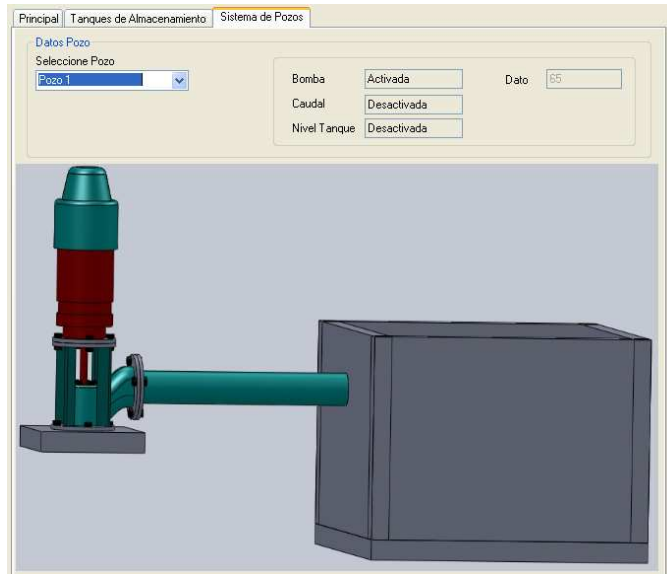 Principal Tanques de Almacenamiento Sistema de Pozos
Datos Pozo
Seleccione Pozo
Pozo 1
Bomba Activada Dato 65
Caudal Desactivada
Nivel Tanque Desactivada